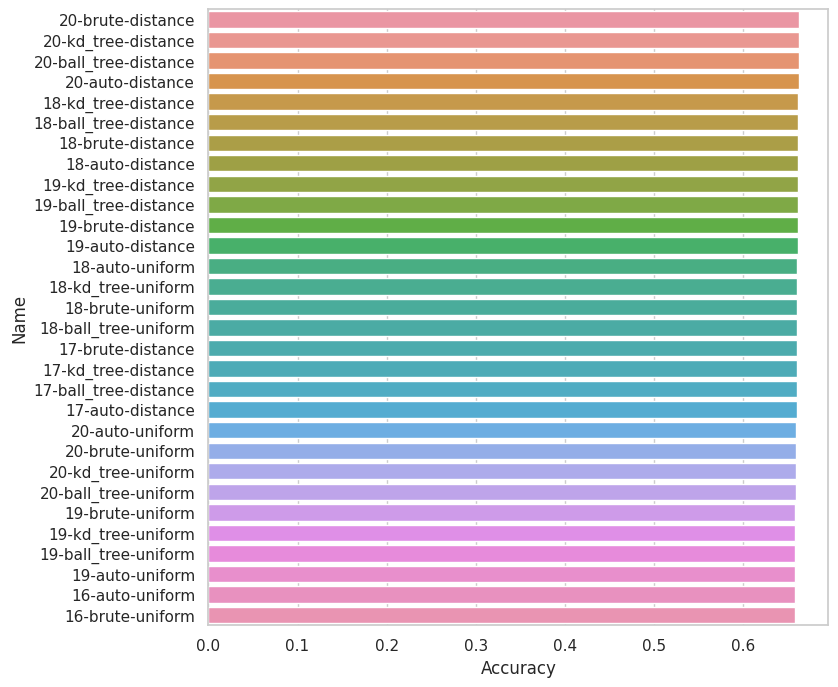 20-brute-distance
20-kd_tree-distance
20-ball_tree-distance
20-auto-distance
18-kd_tree-distance
18-ball_tree-distance
18-brute-distance
18-auto-distance
19-kd_tree-distance
19-ball_tree-distance
19-brute-distance
19-auto-distance
18-auto-uniform
18-kd_tree-uniform
18-brute-uniform
18-ball_tree-uniform
17-brute-distance
17-kd_tree-distance
17-ball_tree-distance
17-auto-distance
20-auto-uniform
20-brute-uniform
20-kd_tree-uniform
20-ball_tree-uniform
19-brute-uniform
19-kd_tree-uniform
19-ball_tree-uniform
19-auto-uniform
16-auto-uniform
16-brute-uniform
Name
0.0 0.1 0.2 0.3 0.4 0.5 0.6
Accuracy